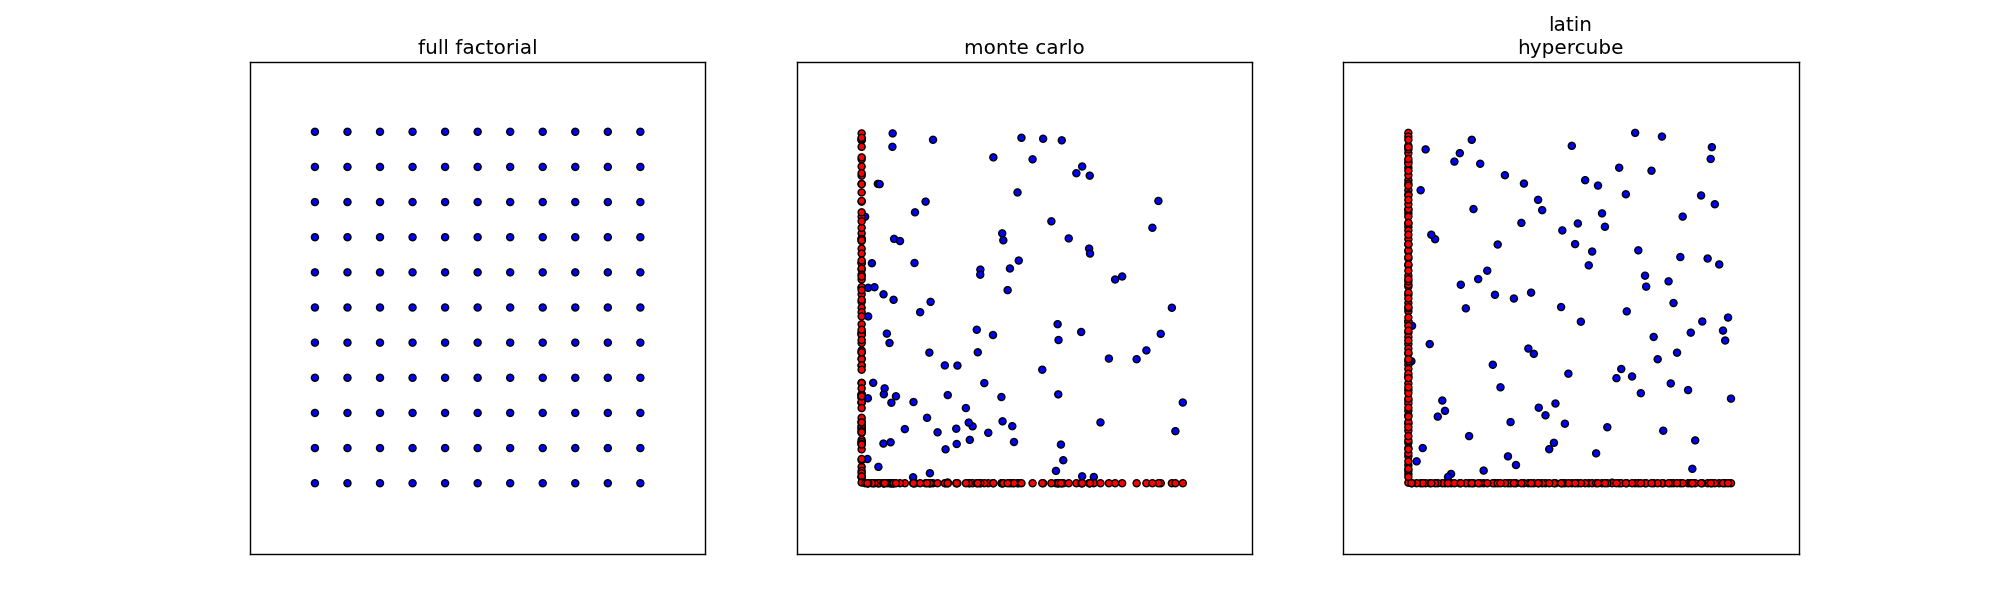 full factorial
monte carlo
latin
hypercube